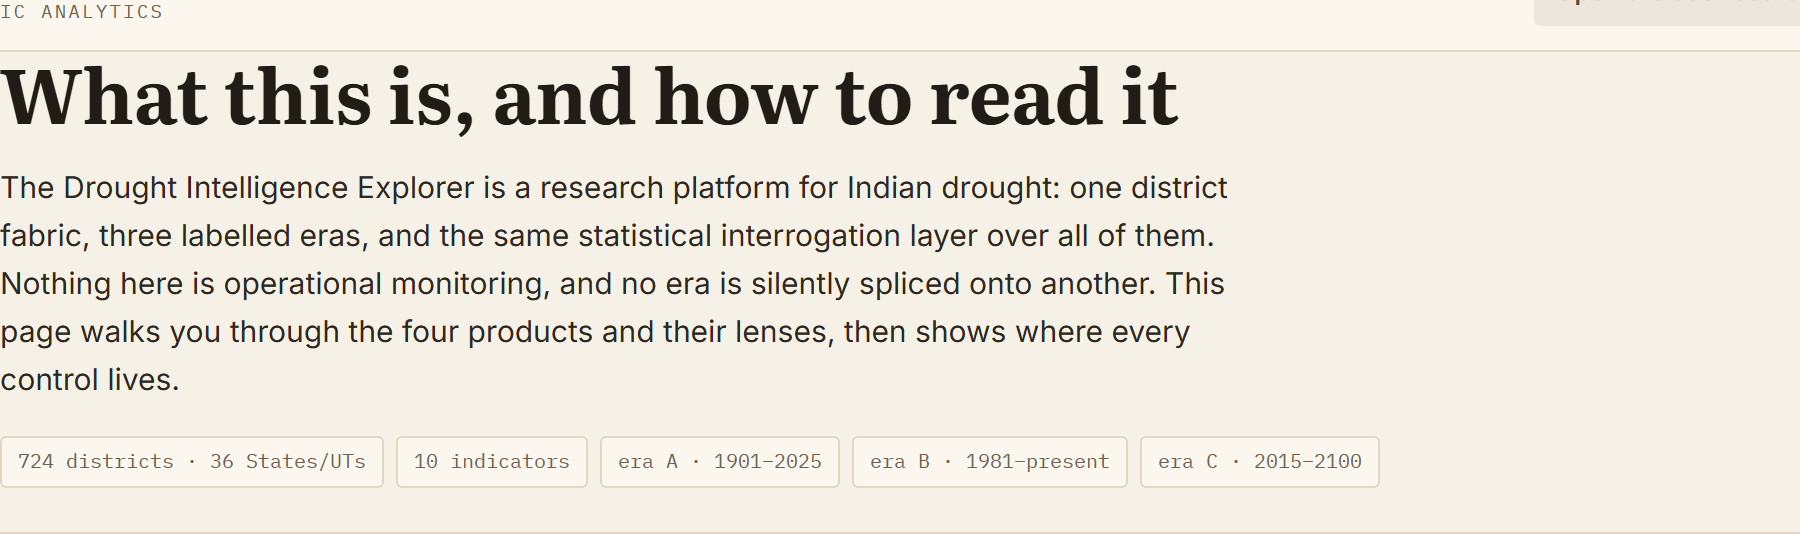 IC ANALYTICS
What this is, and how to read it
The Drought Intelligence Explorer is a research platform for Indian drought: one district
fabric, three labelled eras, and the same statistical interrogation layer over all of them.
Nothing here is operational monitoring, and no era is silently spliced onto another. This
page walks you through the four products and their lenses, then shows where every
control lives.
724 districts · 36 States/UTs
10 indicators
era A · 1901–2025
era B · 1981–present
era C · 2015–2100